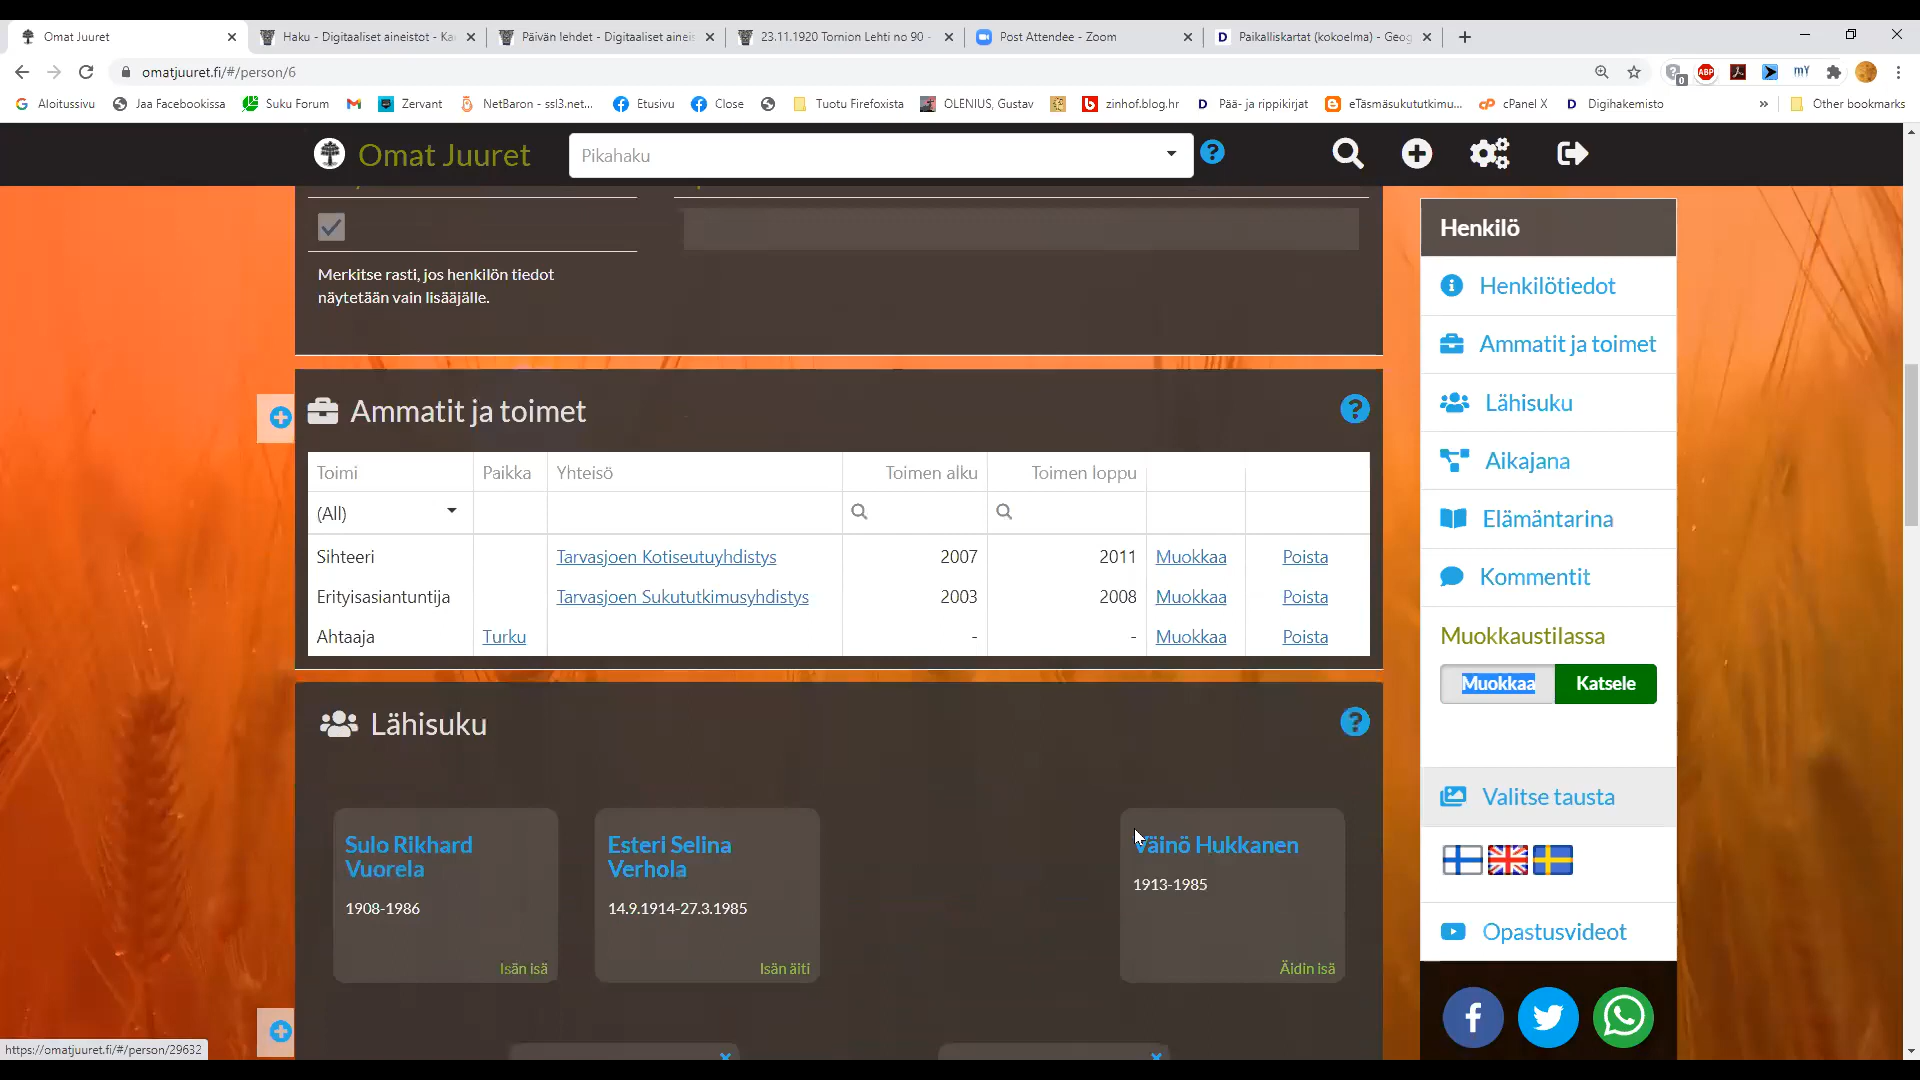 Omat Juuret
Haku - Digitaaliset aineistot - Ka
Päivän lehdet - Digitaaliset aineis
23.11.1920 Tornion Lehti no 90 -
Post Attendee - Zoom
Paikalliskartat (kokoelma) - Geog
omatjuuret.fi/#/person/6
0
ABP
mY
Aloitussivu
Jaa Facebookissa
Suku Forum
Zervant
NetBaron - ssl3.net...
Etusivu
Close
Tuotu Firefoxista
OLENIUS, Gustav
zinhof.blog.hr
Pää- ja rippikirjat
eTäsmäsukututkimu...
cPanel X
Digihakemisto
»
Other bookmarks
Omat Juuret
Pikahaku
Merkitse rasti, jos henkilön tiedot
näytetään vain lisääjälle.
Ammatit ja toimet
Toimi Paikka Yhteisö Toimen alku Toimen loppu
(All)
Sihteeri Tarvasjoen Kotiseutuyhdistys 2007 2011 Muokkaa Poista
Erityisasiantuntija Tarvasjoen Sukututkimusyhdistys 2003 2008 Muokkaa Poista
Ahtaaja Turku - - Muokkaa Poista
Lähisuku
Sulo Rikhard
Vuorela
1908-1986
Isän isä
Esteri Selina
Verhola
14.9.1914-27.3.1985
Isän äiti
Väinö Hukkanen
1913-1985
Äidin isä
Henkilö
Henkilötiedot
Ammatit ja toimet
Lähisuku
Aikajana
Elämäntarina
Kommentit
Muokkaustilassa
Muokkaa Katsele
Valitse tausta
Opastusvideot
https://omatjuuret.fi/#/person/29632